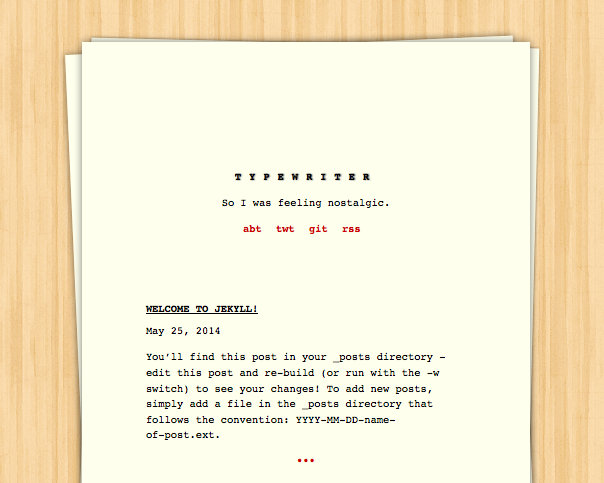 TYPEWRITER
So I was feeling nostalgic.
abt twt git rss
WELCOME TO JEKYLL!
May 25, 2014
You'll find this post in your _posts directory -
edit this post and re-build (or run with the -w
switch) to see your changes! To add new posts,
simply add a file in the _posts directory that
follows the convention: YYYY-MM-DD-name-
of-post.ext.
•••